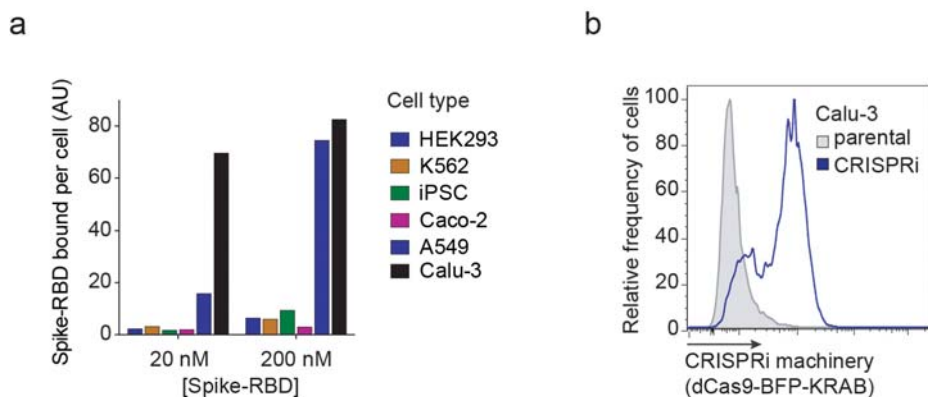 a
Spike-RBD bound per cell (AU)
80
60
40
20
0
20 nM 200 nM
[Spike-RBD]
Cell type
HEK293
K562
iPSC
Caco-2
A549
Calu-3
b
Relative frequency of cells
100
80
60
40
20
0
Calu-3
parental
CRISPRi
CRISPRi machinery
(dCas9-BFP-KRAB)